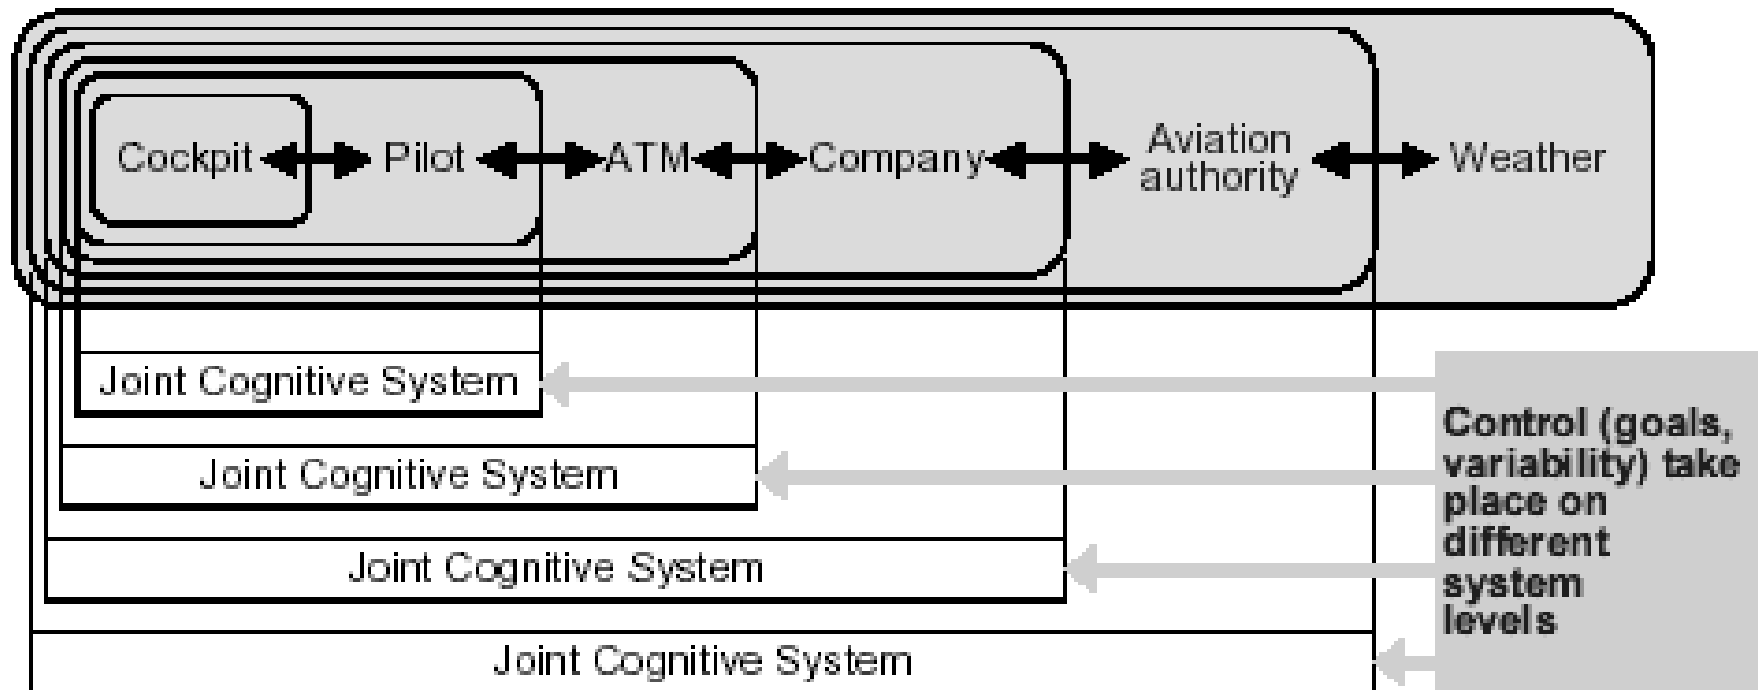 Cockpit
Pilot
ATM
Company
Aviation
authority
Weather
Joint Cognitive System
Joint Cognitive System
Joint Cognitive System
Joint Cognitive System
Control (goals,
variability) take
place on
different
system
levels